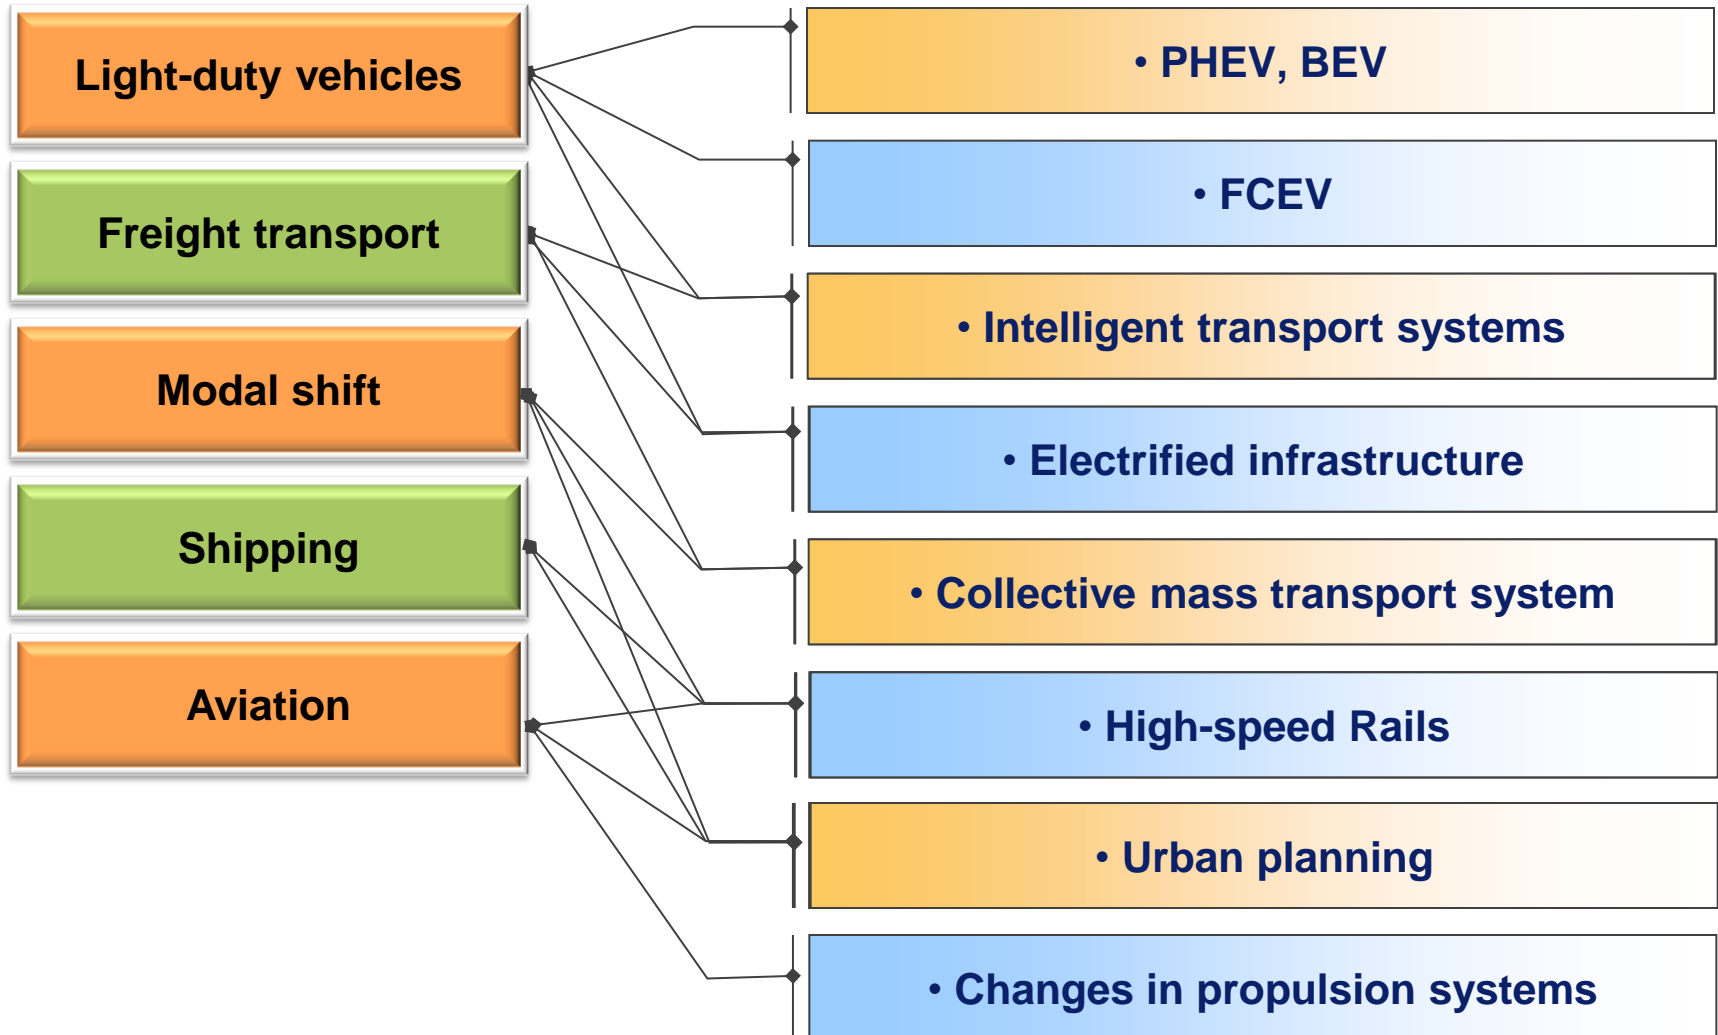 Light-duty vehicles
Freight transport
Modal shift
Shipping
Aviation
• PHEV, BEV
• FCEV
• Intelligent transport systems
• Electrified infrastructure
• Collective mass transport system
• High-speed Rails
• Urban planning
• Changes in propulsion systems